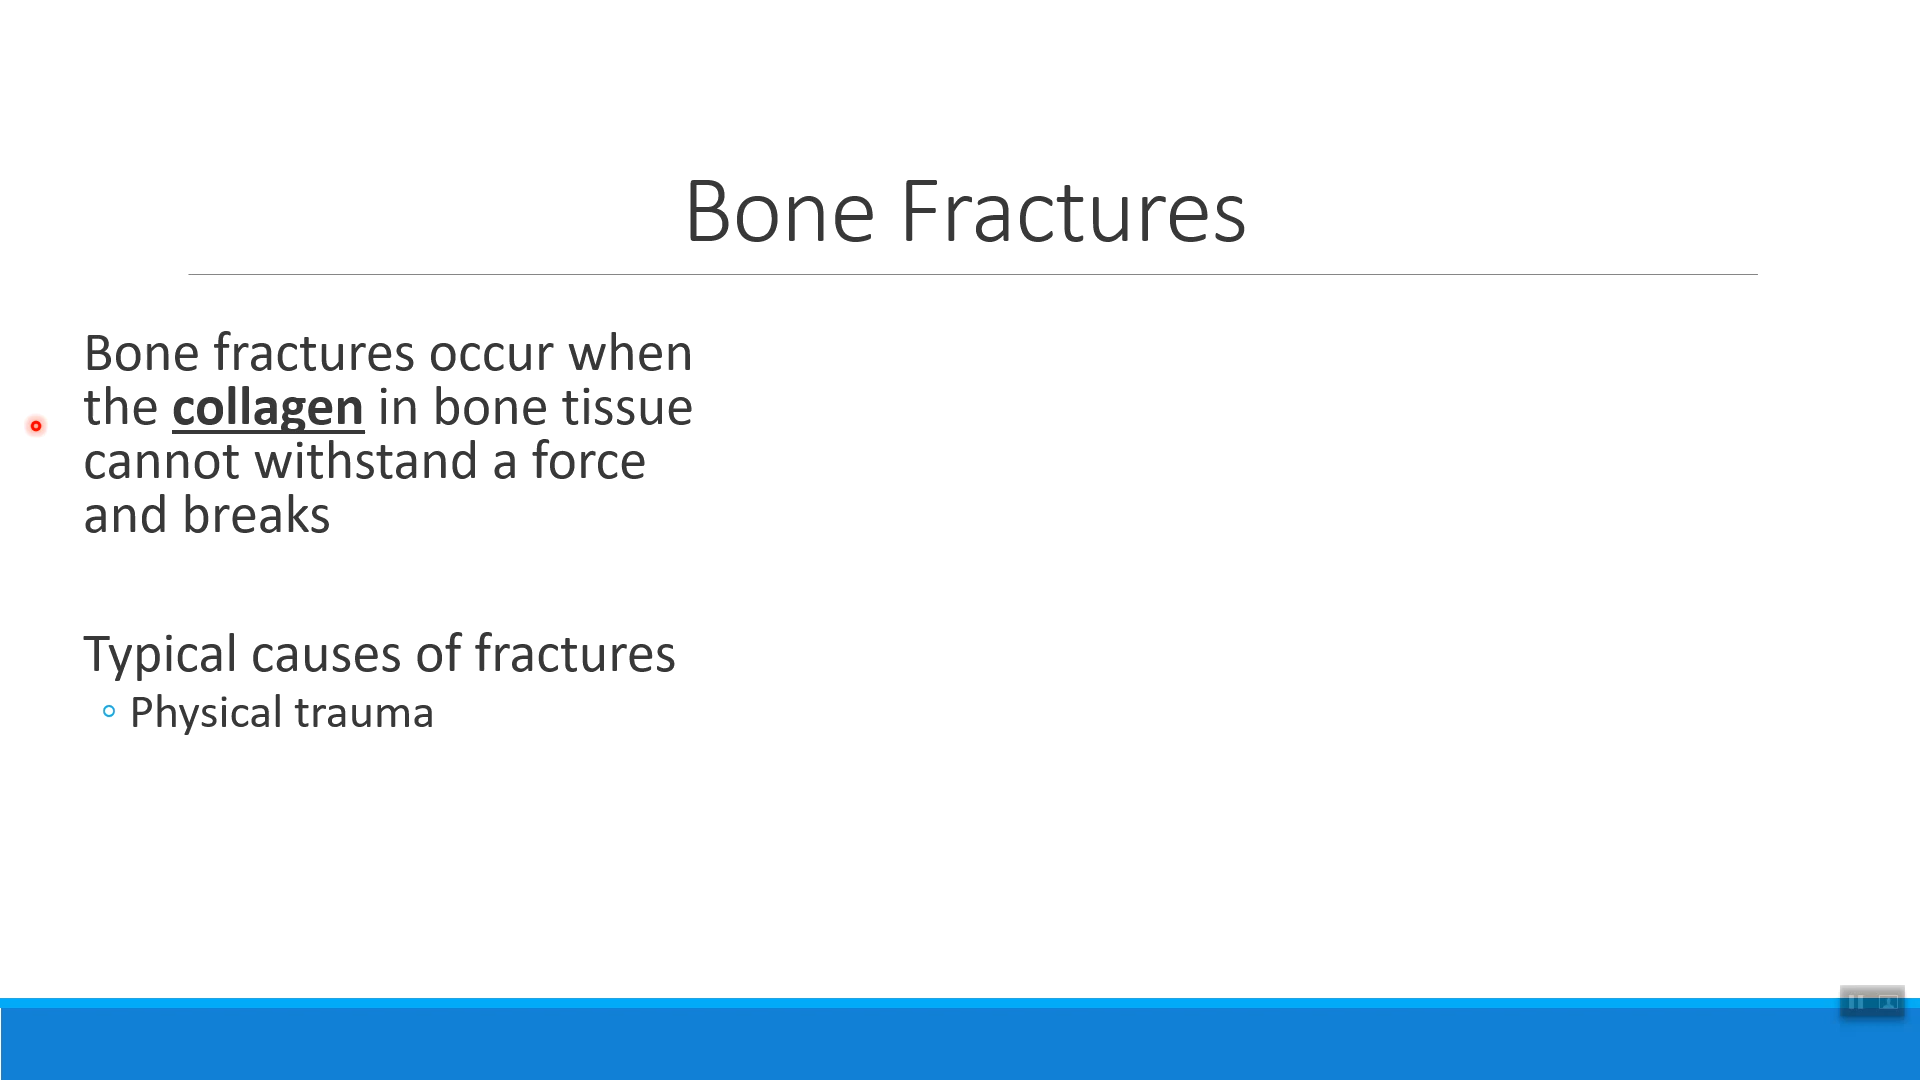 Bone Fractures
Bone fractures occur when
the collagen in bone tissue
cannot withstand a force
and breaks
Typical causes of fractures
Physical trauma